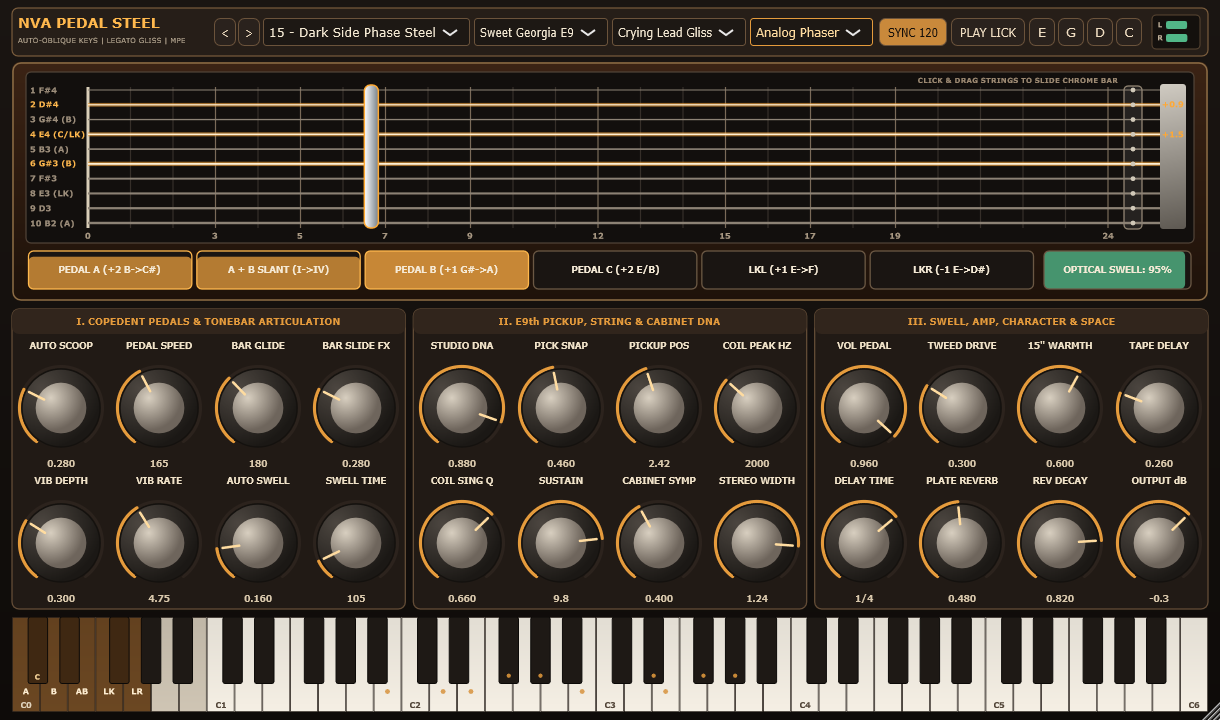 NVA PEDAL STEEL
AUTO-OBLIQUE KEYS | LEGATO GLISS | MPE
< > 15 - Dark Side Phase Steel Sweet Georgia E9 Crying Lead Gliss Analog Phaser SYNC 120 PLAY LICK E G D C
L
R
CLICK & DRAG STRINGS TO SLIDE CHROME BAR
1 F#4
2 D#4
3 G#4 (B)
4 E4 (C/LK)
5 B3 (A)
6 G#3 (B)
7 F#3
8 E3 (LK)
9 D3
10 B2 (A)
0 3 5 7 9 12 15 17 19 24
PEDAL A (+2 B->C#) A + B SLANT (I->IV) PEDAL B (+1 G#->A) PEDAL C (+2 E/B) LKL (+1 E->F) LKR (-1 E->D#) OPTICAL SWELL: 95%
I. COPEDENT PEDALS & TONEBAR ARTICULATION
AUTO SCOOP PEDAL SPEED BAR GLIDE BAR SLIDE FX
0.280 165 180 0.280
VIB DEPTH VIB RATE AUTO SWELL SWELL TIME
0.300 4.75 0.160 105
II. E9th PICKUP, STRING & CABINET DNA
STUDIO DNA PICK SNAP PICKUP POS COIL PEAK HZ
0.880 0.460 2.42 2000
COIL SING Q SUSTAIN CABINET SYMP STEREO WIDTH
0.660 9.8 0.400 1.24
III. SWELL, AMP, CHARACTER & SPACE
VOL PEDAL TWEED DRIVE 15" WARMTH TAPE DELAY
0.960 0.300 0.600 0.260
DELAY TIME PLATE REVERB REV DECAY OUTPUT dB
1/4 0.480 0.820 -0.3
C
A B AB LK LR
C0 C1 C2 C3 C4 C5 C6